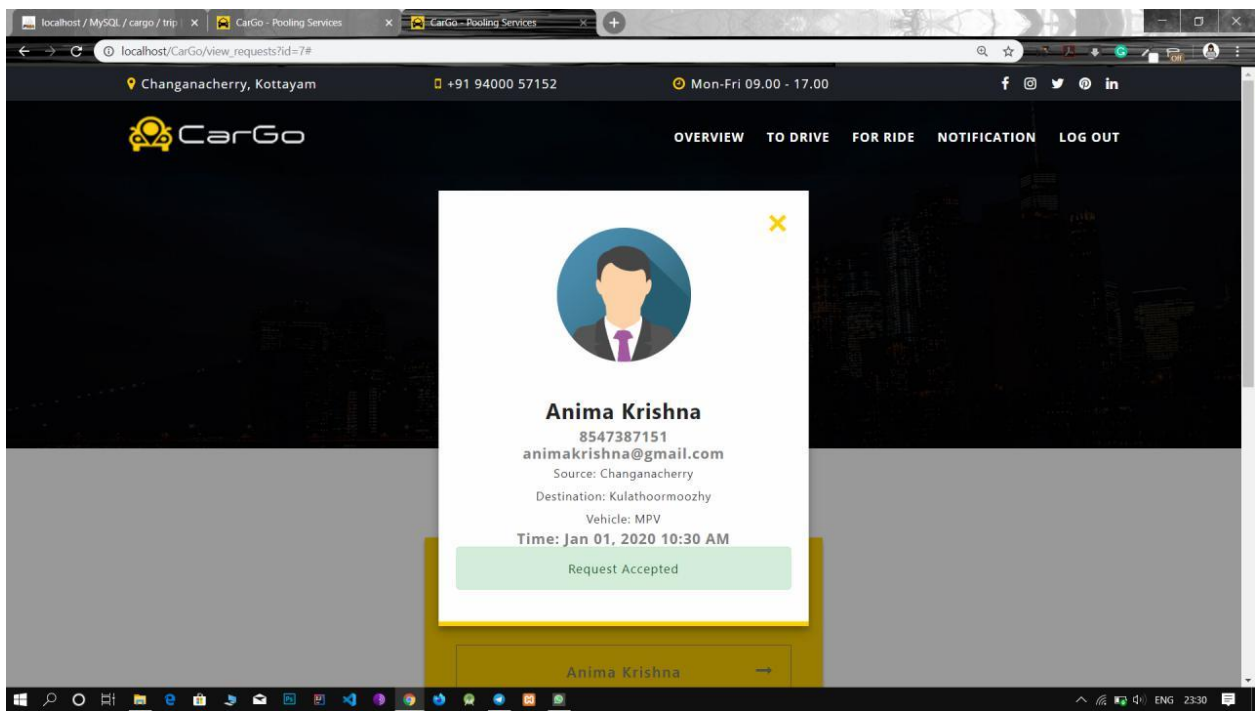 localhost / MySQL / cargo / trip
CarGo - Pooling Services
CarGo - Pooling Services
localhost/CarGo/view_requests?id=7#
Off
Changanacherry, Kottayam
+91 94000 57152
Mon-Fri 09.00 - 17.00
CarGo
OVERVIEW
TO DRIVE
FOR RIDE
NOTIFICATION
LOG OUT
Anima Krishna
8547387151
animakrishna@gmail.com
Source: Changanacherry
Destination: Kulathoormoozhy
Vehicle: MPV
Time: Jan 01, 2020 10:30 AM
Request Accepted
Anima Krishna
ENG
23:30